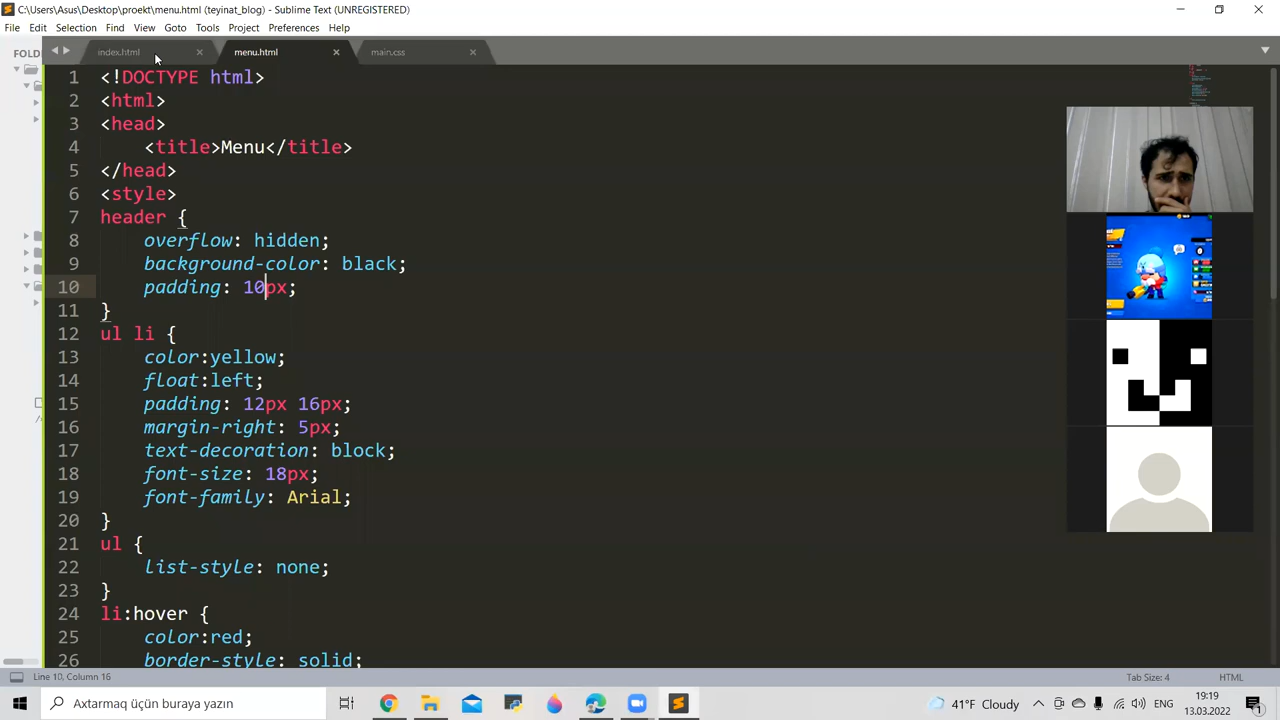 C:\Users\Asus\Desktop\proekt\menu.html (teyinat_blog) - Sublime Text (UNREGISTERED)
File Edit Selection Find View Goto Tools Project Preferences Help
FOLD
index.html menu.html main.css
1 <!DOCTYPE html>
2 <html>
3 <head>
4 <title>Menu</title>
5 </head>
6 <style>
7 header {
8 overflow: hidden;
9 background-color: black;
10 padding: 10px;
11 }
12 ul li {
13 color:yellow;
14 float:left;
15 padding: 12px 16px;
16 margin-right: 5px;
17 text-decoration: block;
18 font-size: 18px;
19 font-family: Arial;
20 }
21 ul {
22 list-style: none;
23 }
24 li:hover {
25 color:red;
26 border-style: solid;
Line 10, Column 16 Tab Size: 4 HTML
Axtarmaq üçün buraya yazın 41°F Cloudy ENG 19:19
13.03.2022